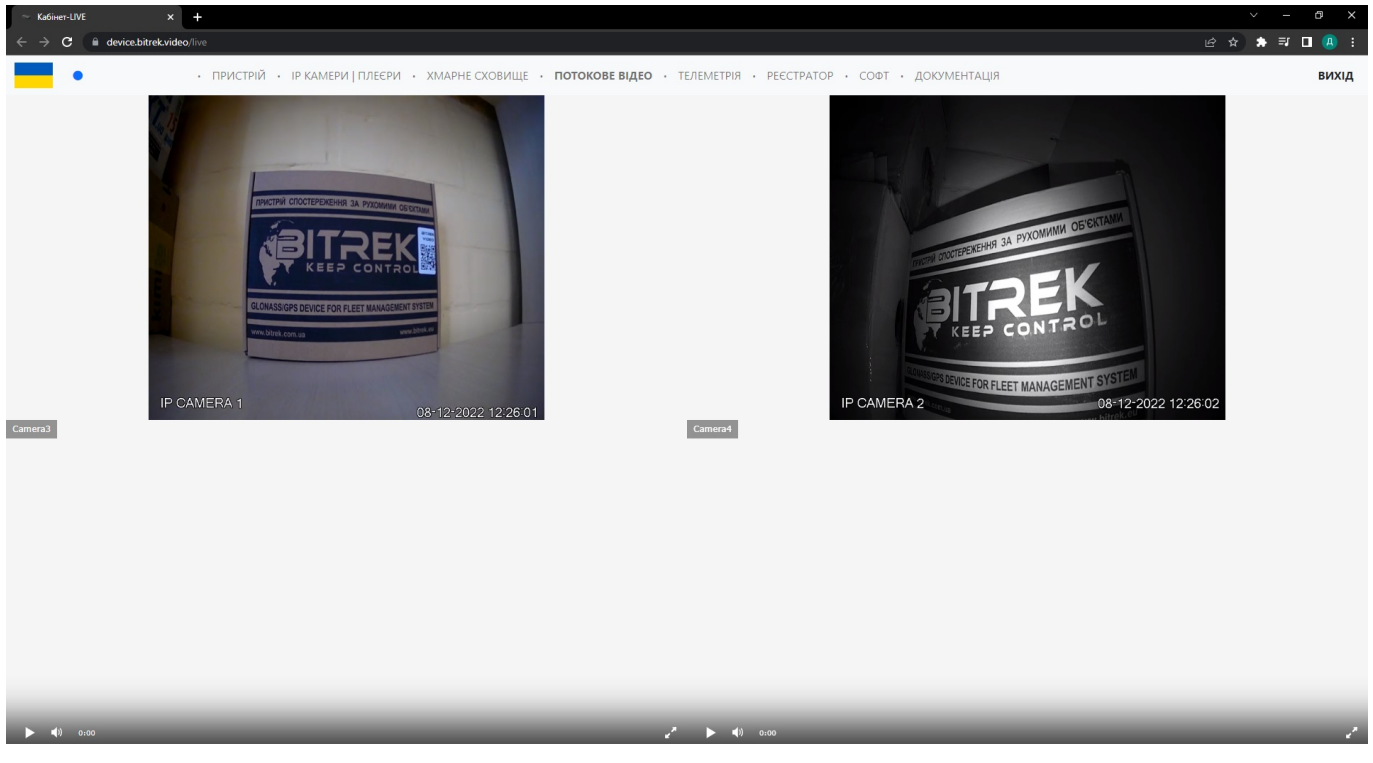 Кабінет-LIVE
device.bitrek.video/live
· ПРИСТРІЙ · IP КАМЕРИ | ПЛЕЄРИ · ХМАРНЕ СХОВИЩЕ · ПОТОКОВЕ ВІДЕО · ТЕЛЕМЕТРІЯ · РЕЄСТРАТОР · СОФТ · ДОКУМЕНТАЦІЯ
ВИХІД
ПРИСТРІЙ СПОСТЕРЕЖЕННЯ ЗА РУХОМИМИ ОБ'ЄКТАМИ
BITREK
KEEP CONTROL
GLONASS/GPS DEVICE FOR FLEET MANAGEMENT SYSTEM
www.bitrek.com.ua
www.bitrek.eu
IP CAMERA 1
08-12-2022 12:26:01
ПРИСТРІЙ СПОСТЕРЕЖЕННЯ ЗА РУХОМИМИ ОБ'ЄКТАМИ
BITREK
KEEP CONTROL
GLONASS/GPS DEVICE FOR FLEET MANAGEMENT SYSTEM
IP CAMERA 2
08-12-2022 12:26:02
Camera3
Camera4
0:00
0:00